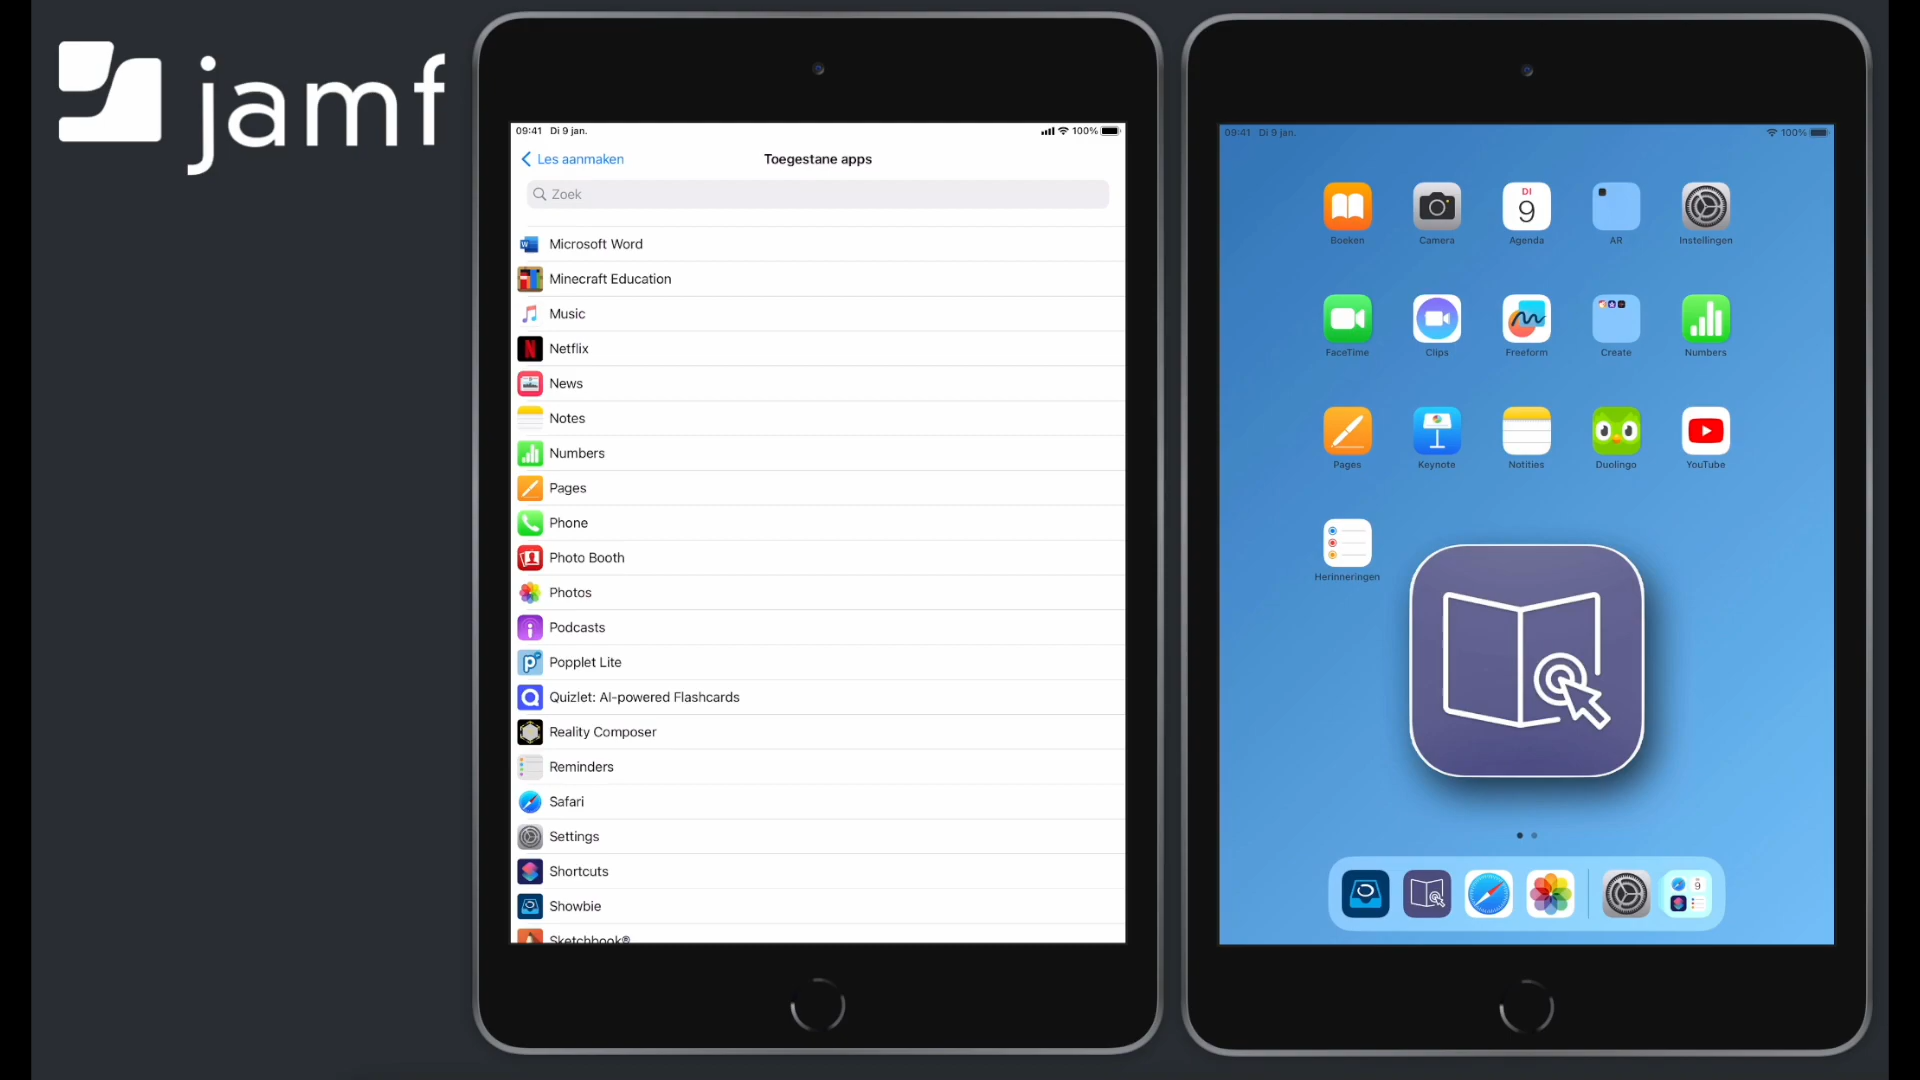 jamf
09:41 Di 9 jan.
100%
Les aanmaken
Toegestane apps
Zoek
Microsoft Word
Minecraft Education
Music
Netflix
News
Notes
Numbers
Pages
Phone
Photo Booth
Photos
Podcasts
Popplet Lite
Quizlet: AI-powered Flashcards
Reality Composer
Reminders
Safari
Settings
Shortcuts
Showbie
Sketchbook®
09:41 Di 9 jan.
100%
DI
9
Boeken Camera Agenda AR Instellingen
FaceTime Clips Freeform Create Numbers
Pages Keynote Notities Duolingo YouTube
Herinneringen
9